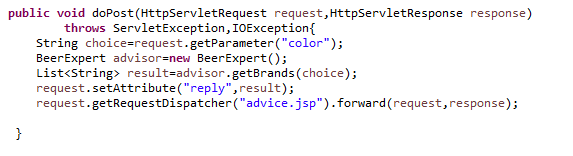 public void doPost(HttpServletRequest request,HttpServletResponse response)
throws ServletException,IOException{
String choice=request.getParameter("color");
BeerExpert advisor=new BeerExpert();
List<String> result=advisor.getBrands(choice);
request.setAttribute("reply",result);
request.getRequestDispatcher("advice.jsp").forward(request,response);
}